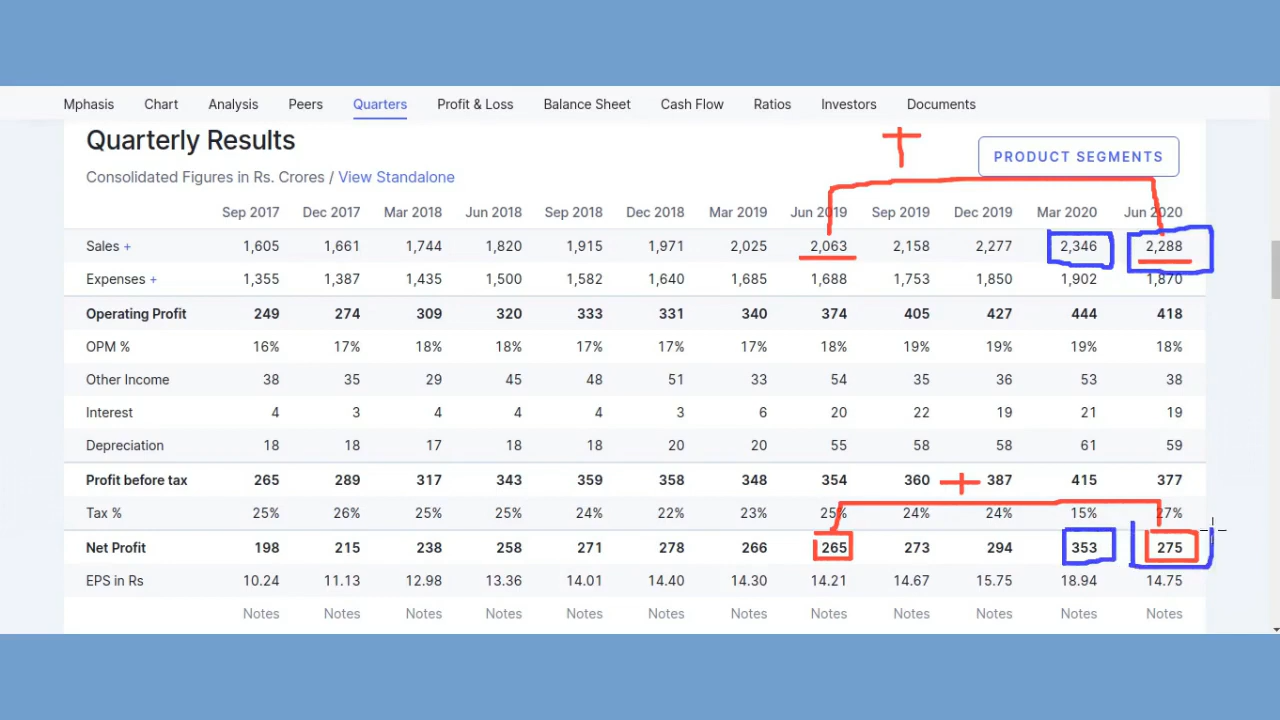 Mphasis Chart Analysis Peers Quarters Profit & Loss Balance Sheet Cash Flow Ratios Investors Documents
Quarterly Results
PRODUCT SEGMENTS
Consolidated Figures in Rs. Crores / View Standalone
Sep 2017 Dec 2017 Mar 2018 Jun 2018 Sep 2018 Dec 2018 Mar 2019 Jun 2019 Sep 2019 Dec 2019 Mar 2020 Jun 2020
Sales + 1,605 1,661 1,744 1,820 1,915 1,971 2,025 2,063 2,158 2,277 2,346 2,288
Expenses + 1,355 1,387 1,435 1,500 1,582 1,640 1,685 1,688 1,753 1,850 1,902 1,870
Operating Profit 249 274 309 320 333 331 340 374 405 427 444 418
OPM % 16% 17% 18% 18% 17% 17% 17% 18% 19% 19% 19% 18%
Other Income 38 35 29 45 48 51 33 54 35 36 53 38
Interest 4 3 4 4 4 3 6 20 22 19 21 19
Depreciation 18 18 17 18 18 20 20 55 58 58 61 59
Profit before tax 265 289 317 343 359 358 348 354 360 387 415 377
Tax % 25% 26% 25% 25% 24% 22% 23% 25% 24% 24% 15% 27%
Net Profit 198 215 238 258 271 278 266 265 273 294 353 275
EPS in Rs 10.24 11.13 12.98 13.36 14.01 14.40 14.30 14.21 14.67 15.75 18.94 14.75
Notes Notes Notes Notes Notes Notes Notes Notes Notes Notes Notes Notes